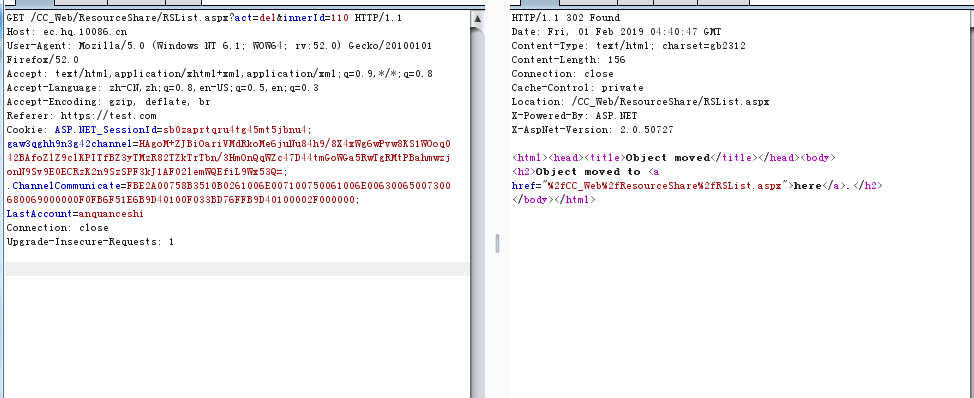 GET /CC_Web/ResourceShare/RSList.aspx?act=del&innerId=110 HTTP/1.1
Host: ec.hq.10086.cn
User-Agent: Mozilla/5.0 (Windows NT 6.1; WOW64; rv:52.0) Gecko/20100101
Firefox/52.0
Accept: text/html,application/xhtml+xml,application/xml;q=0.9,*/*;q=0.8
Accept-Language: zh-CN,zh;q=0.8,en-US;q=0.5,en;q=0.3
Accept-Encoding: gzip, deflate, br
Referer: https://test.com
Cookie: ASP.NET_SessionId=sb0zaprtqru4tg45mt5jbnu4;
gaw3qghh9n3g42channel=HAgoM+ZJBiOariVMdRkoMe6juNu84h9/8X4zWg6wPvw8KS1WOoq0
42BAfoZlZ9clKPITfBZ3yTMzR82TZkTrTbn/3HmOnQqWZc47D44tmGoWGa5RwTgRMtPBahmwzj
onN9Sv9E0ECRzK2n9SzSPF3kJ1AF02lemWQEfiL9Wx53Q=;
.ChannelCommunicate=FBE2A00758B3510B0261006E007100750061006E00630065007300
680069000000F0FB6F51E6B9D40100F033BD76FFB9D40100002F000000;
LastAccount=anquanceshi
Connection: close
Upgrade-Insecure-Requests: 1
HTTP/1.1 302 Found
Date: Fri, 01 Feb 2019 04:40:47 GMT
Content-Type: text/html; charset=gb2312
Content-Length: 156
Connection: close
Cache-Control: private
Location: /CC_Web/ResourceShare/RSList.aspx
X-Powered-By: ASP.NET
X-AspNet-Version: 2.0.50727
<html><head><title>Object moved</title></head><body>
<h2>Object moved to <a
href="%2fCC_Web%2fResourceShare%2fRSList.aspx">here</a>.</h2>
</body></html>